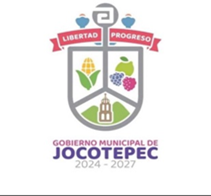 LIBERTAD PROGRESO
GOBIERNO MUNICIPAL DE
JOCOTEPEC
2024 - 2027